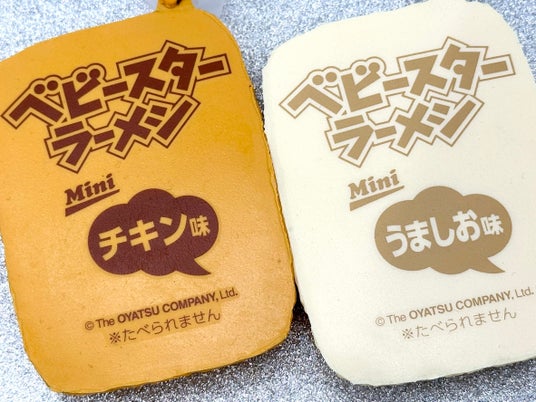 ベビースター
ラーメン
Mini
チキン味
© The OYATSU COMPANY, Ltd.
※たべられません
ベビースター
ラーメン
Mini
うましお味
© The OYATSU COMPANY, Ltd.
※たべられません